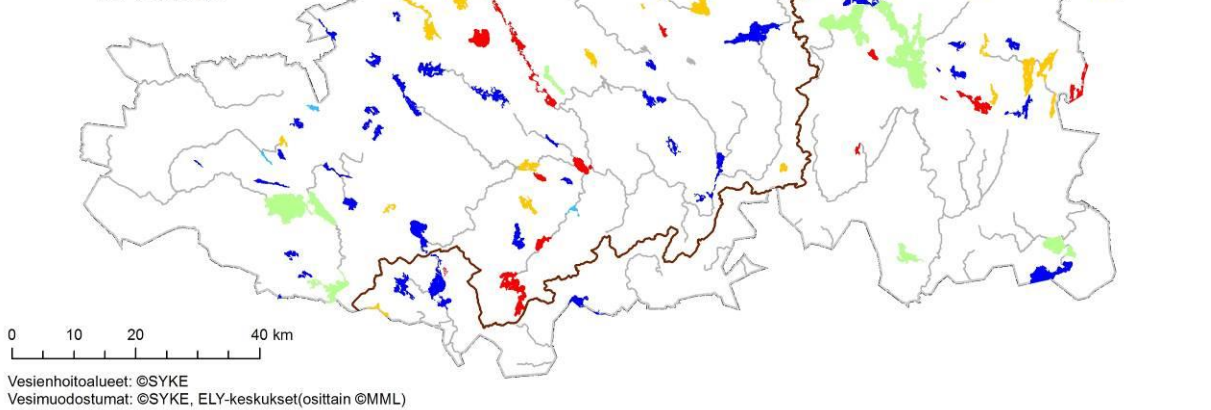 0 10 20 40 km
Vesienhoitoalueet: ©SYKE
Vesimuodostumat: ©SYKE, ELY-keskukset(osittain ©MML)